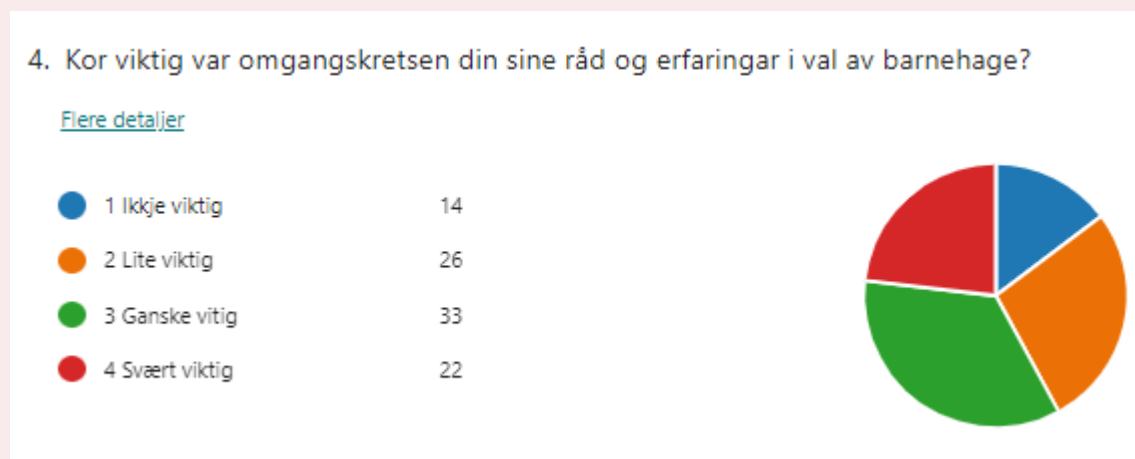 4. Kor viktig var omgangskretsen din sine råd og erfaringar i val av barnehage?
Flere detaljer
1 Ikkje viktig 14
2 Lite viktig 26
3 Ganske vitig 33
4 Svært viktig 22